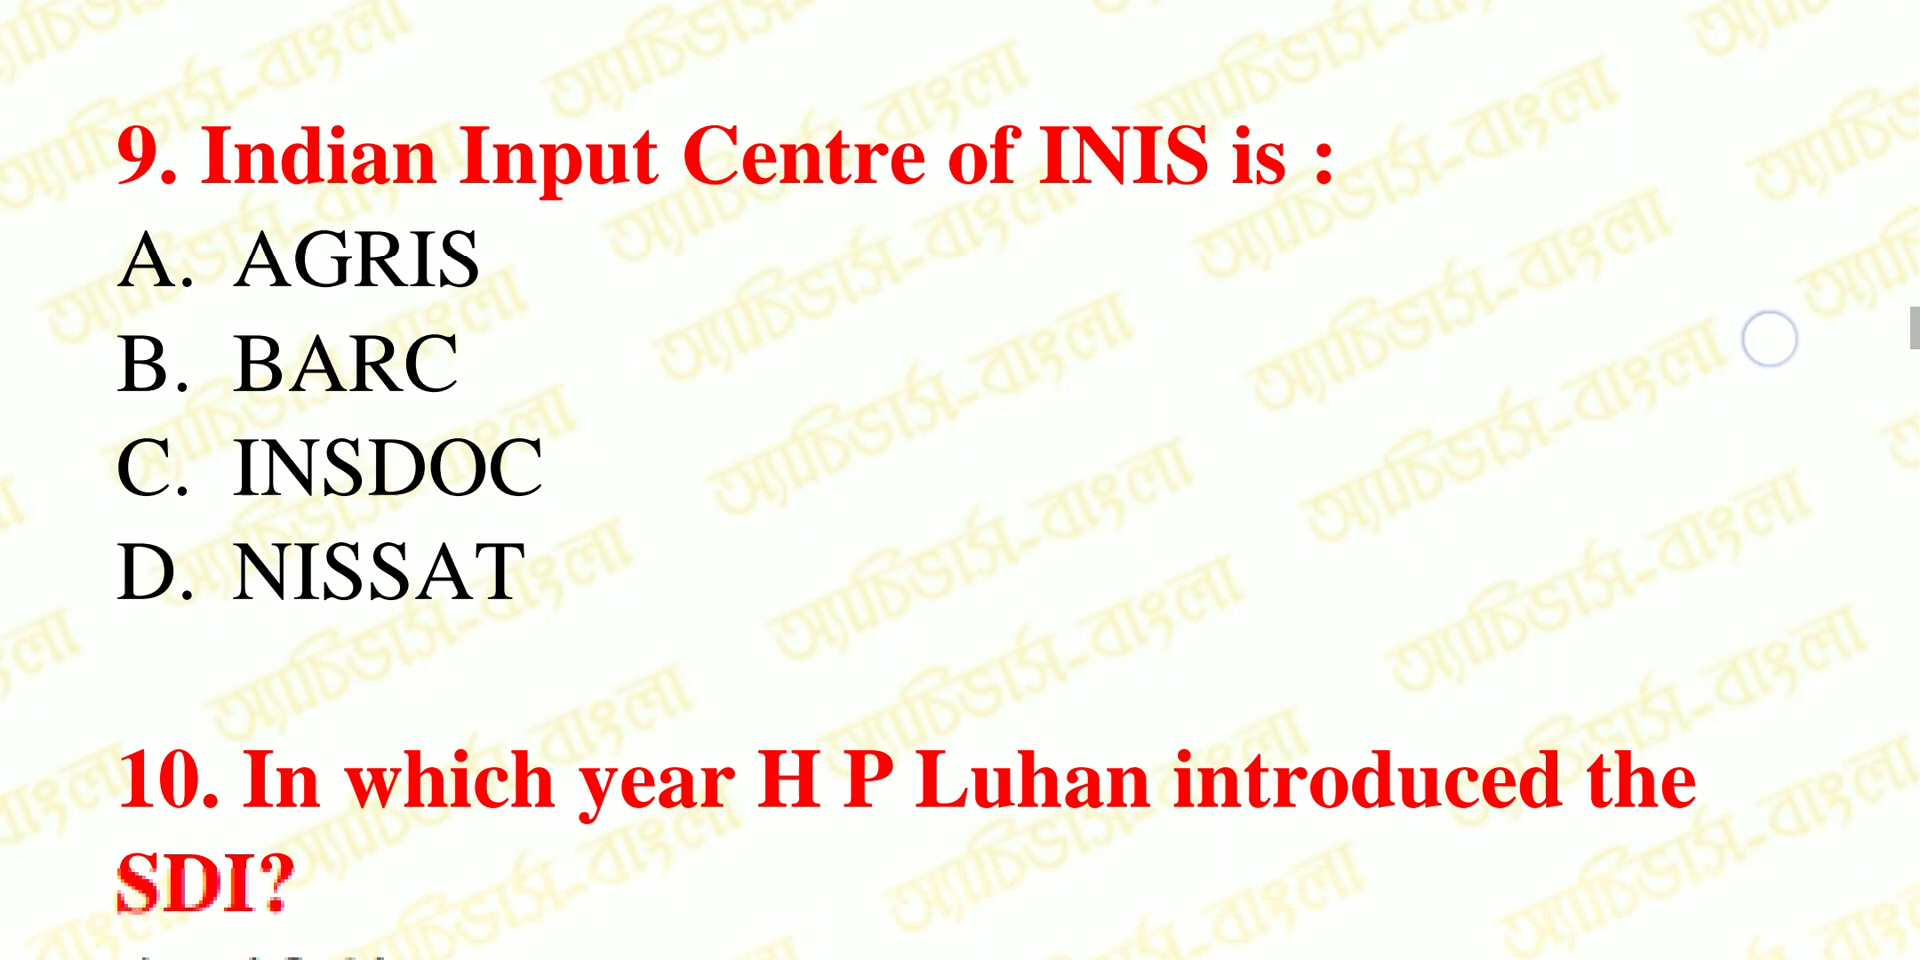 9. Indian Input Centre of INIS is :
A. AGRIS
B. BARC
C. INSDOC
D. NISSAT
10. In which year H P Luhan introduced the
SDI?